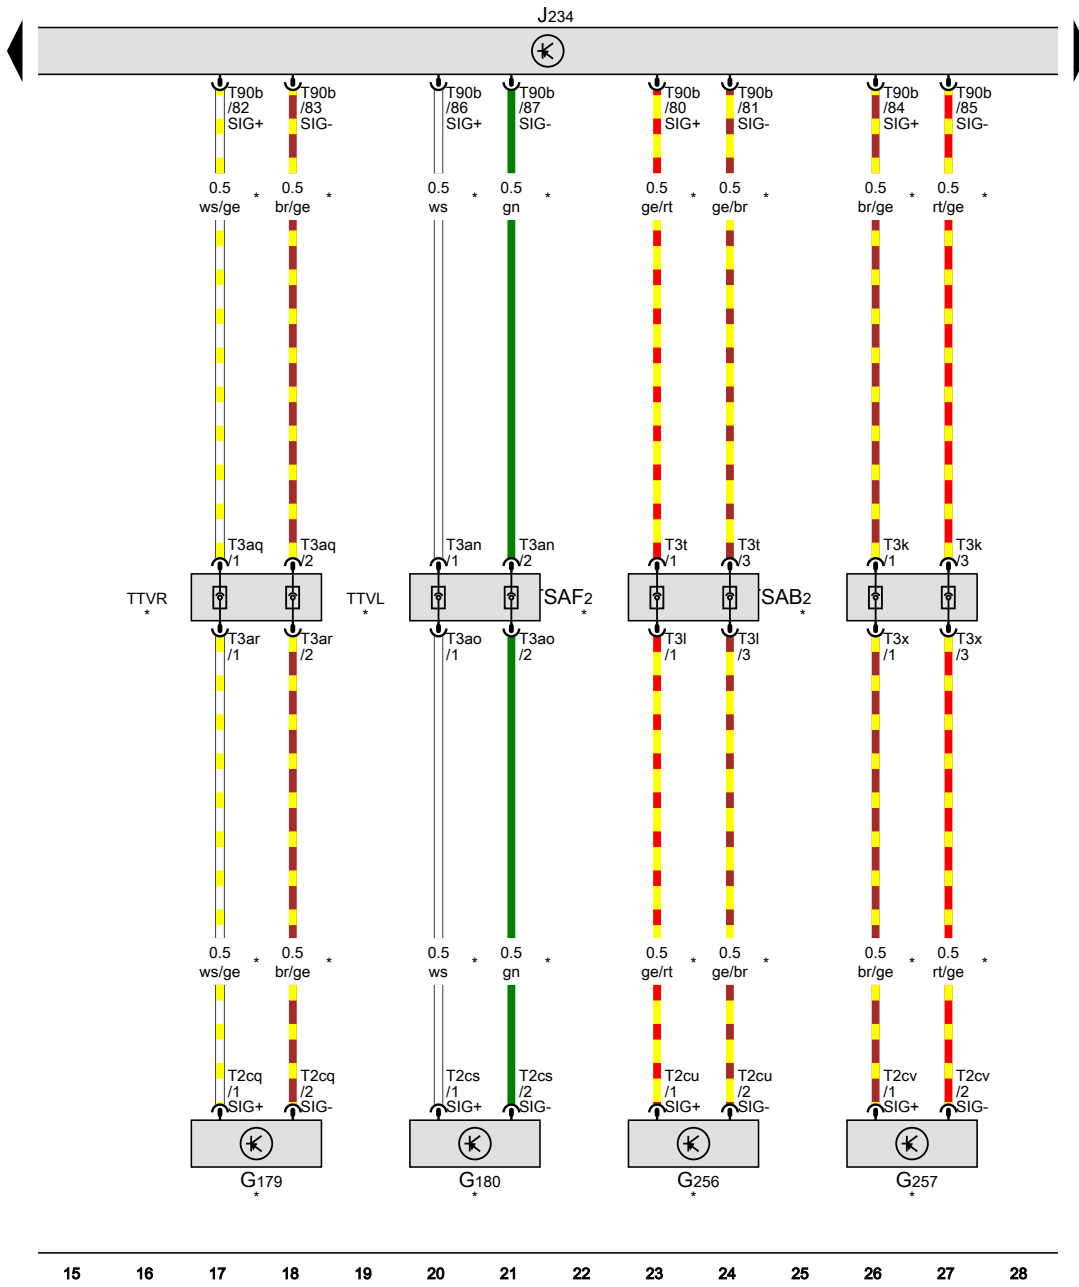 J234
T90b T90b T90b T90b T90b T90b T90b T90b
/82 /83 /86 /87 /80 /81 /84 /85
SIG+ SIG- SIG+ SIG- SIG+ SIG- SIG+ SIG-
0.5 * 0.5 * 0.5 * 0.5 * 0.5 * 0.5 * 0.5 * 0.5 *
ws/ge br/ge ws gn ge/rt ge/br br/ge rt/ge
T3aq T3aq T3an T3an T3t T3t T3k T3k
/1 /2 /1 /2 /1 /3 /1 /3
TTVR TTVL TSAF2 TSAB2
* * * *
T3ar T3ar T3ao T3ao T3l T3l T3x T3x
/1 /2 /1 /2 /1 /3 /1 /3
0.5 * 0.5 * 0.5 * 0.5 * 0.5 * 0.5 * 0.5 * 0.5 *
ws/ge br/ge ws gn ge/rt ge/br br/ge rt/ge
T2cq T2cq T2cs T2cs T2cu T2cu T2cv T2cv
/1 /2 /1 /2 /1 /2 /1 /2
SIG+ SIG- SIG+ SIG- SIG+ SIG- SIG+ SIG-
G179 G180 G256 G257
* * * *
15 16 17 18 19 20 21 22 23 24 25 26 27 28